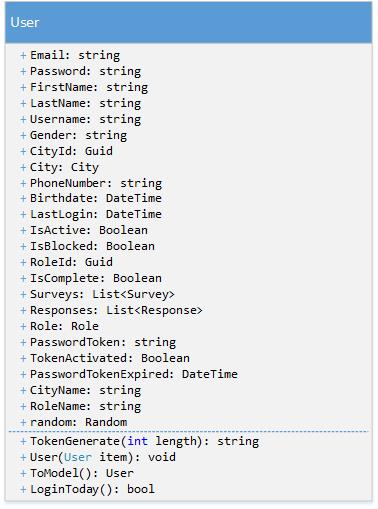 User
+ Email: string
+ Password: string
+ FirstName: string
+ LastName: string
+ Username: string
+ Gender: string
+ CityId: Guid
+ City: City
+ PhoneNumber: string
+ Birthdate: DateTime
+ LastLogin: DateTime
+ IsActive: Boolean
+ IsBlocked: Boolean
+ RoleId: Guid
+ IsComplete: Boolean
+ Surveys: List<Survey>
+ Responses: List<Response>
+ Role: Role
+ PasswordToken: string
+ TokenActivated: Boolean
+ PasswordTokenExpired: DateTime
+ CityName: string
+ RoleName: string
+ random: Random
+ TokenGenerate(int length): string
+ User(User item): void
+ ToModel(): User
+ LoginToday(): bool